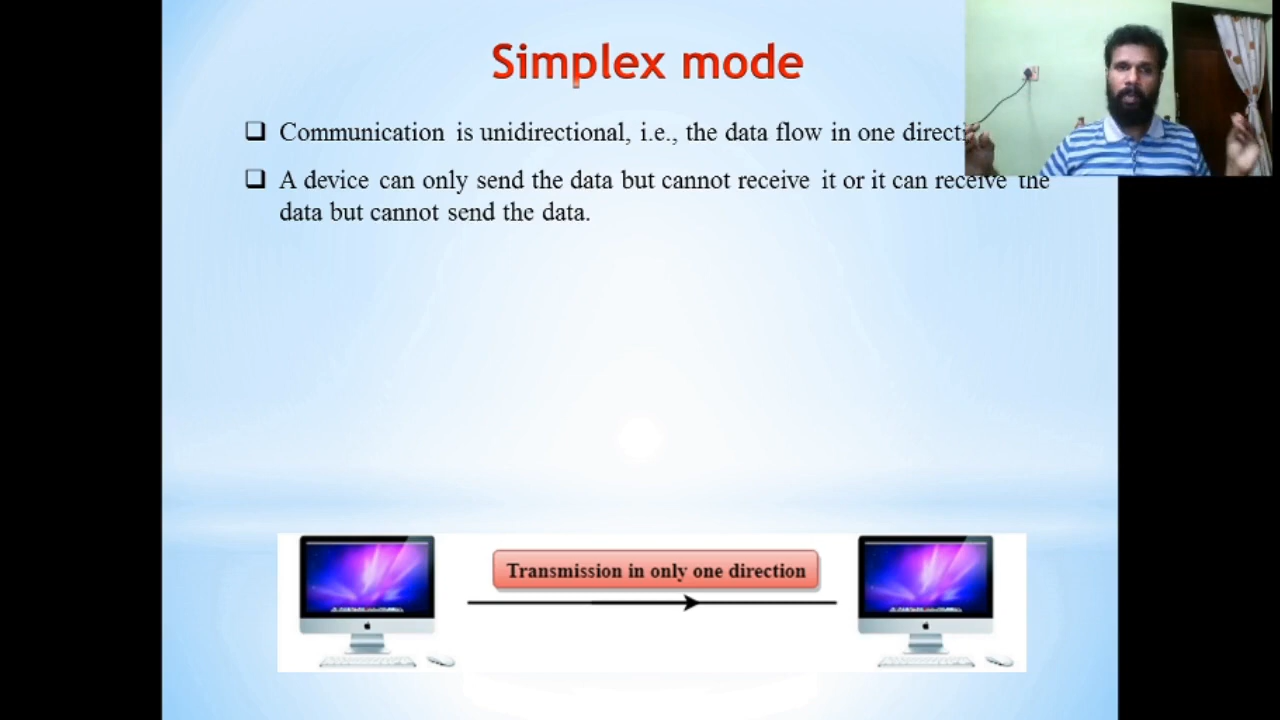 Simplex mode
Communication is unidirectional, i.e., the data flow in one
A device can only send the data but cannot receive it or it can receive the
data but cannot send the data.
Transmission in only one direction